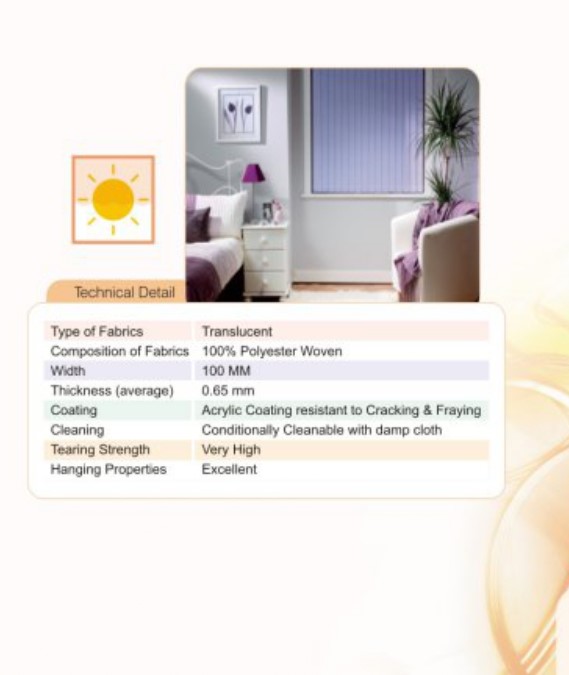 Technical Detail
Type of Fabrics Translucent
Composition of Fabrics 100% Polyester Woven
Width 100 MM
Thickness (average) 0.65 mm
Coating Acrylic Coating resistant to Cracking & Fraying
Cleaning Conditionally Cleanable with damp cloth
Tearing Strength Very High
Hanging Properties Excellent